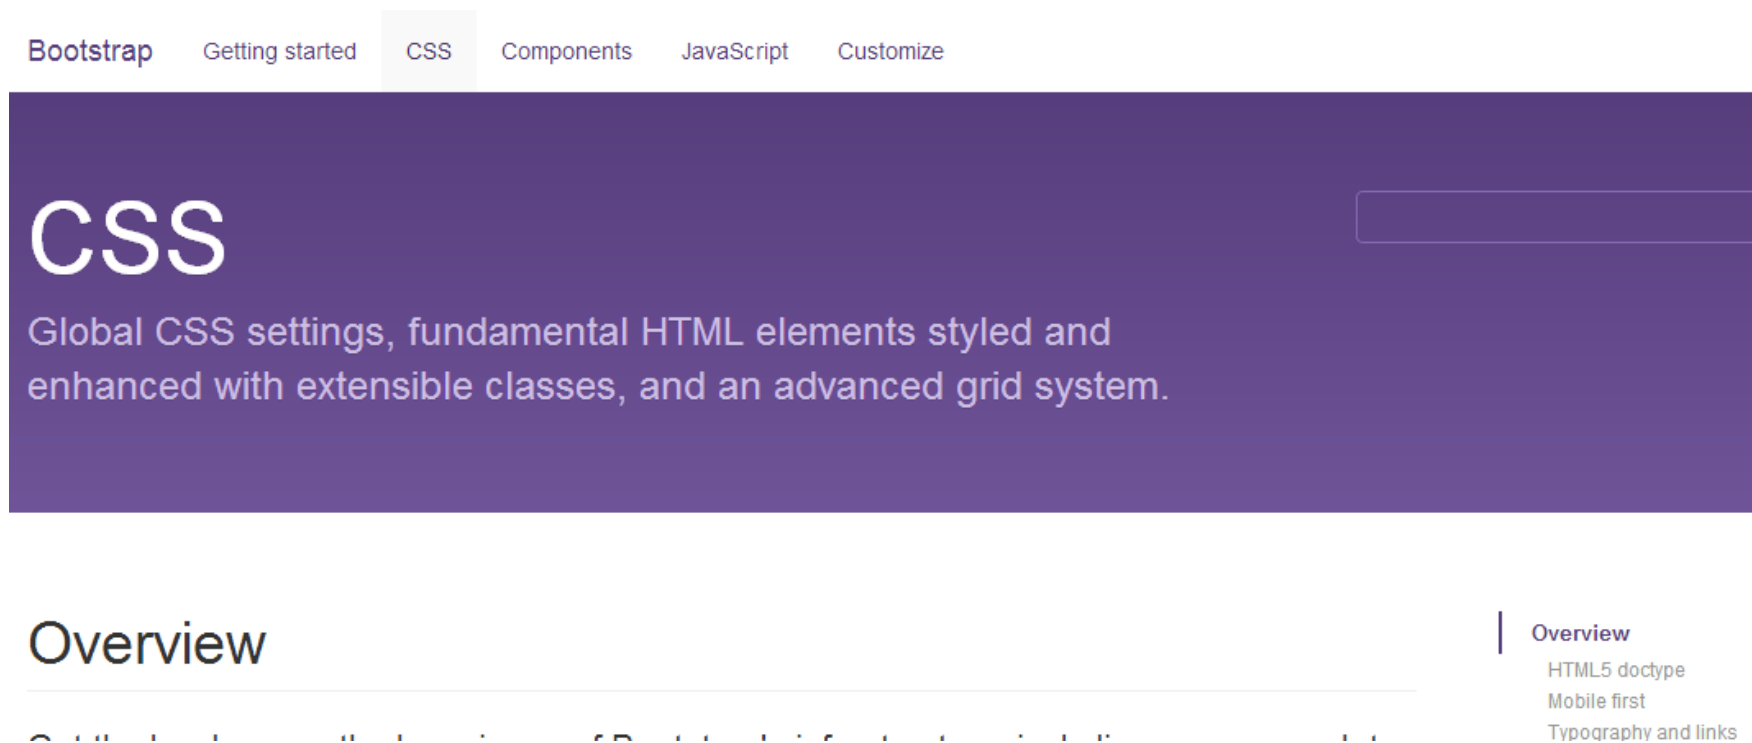 Bootstrap Getting started CSS Components JavaScript Customize
CSS
Global CSS settings, fundamental HTML elements styled and
enhanced with extensible classes, and an advanced grid system.
Overview
Overview
HTML5 doctype
Mobile first
Typography and links